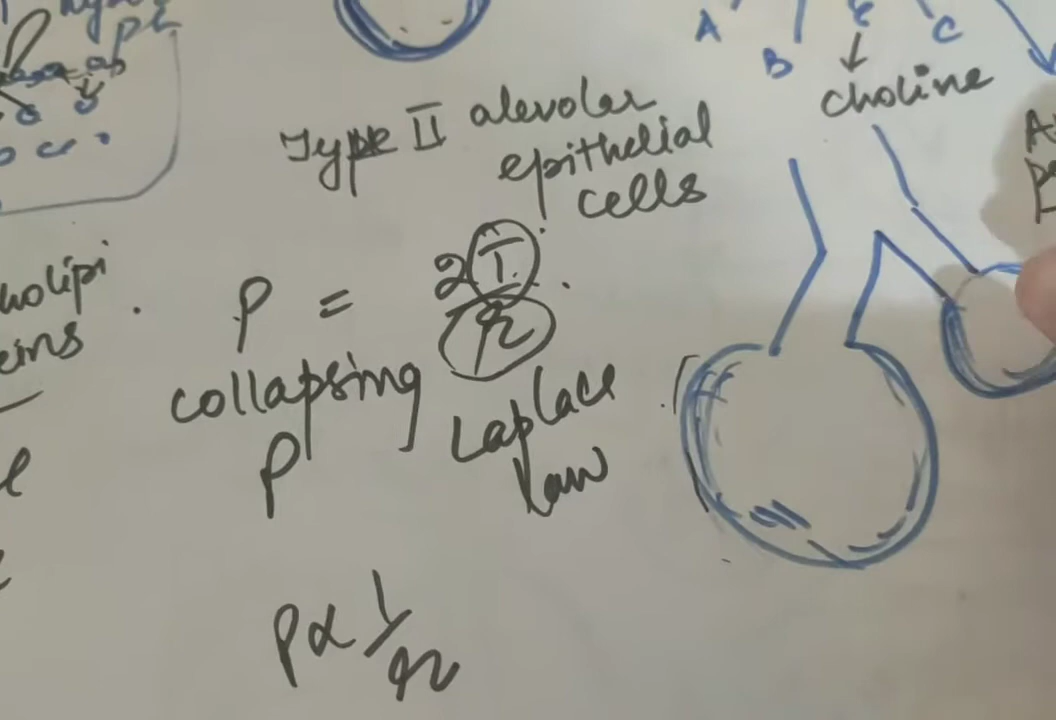 A B E C
choline
Type II alevolar
epithelial
cells
P = 2T/r
collapsing
P
Laplace
law
P∝ 1/r